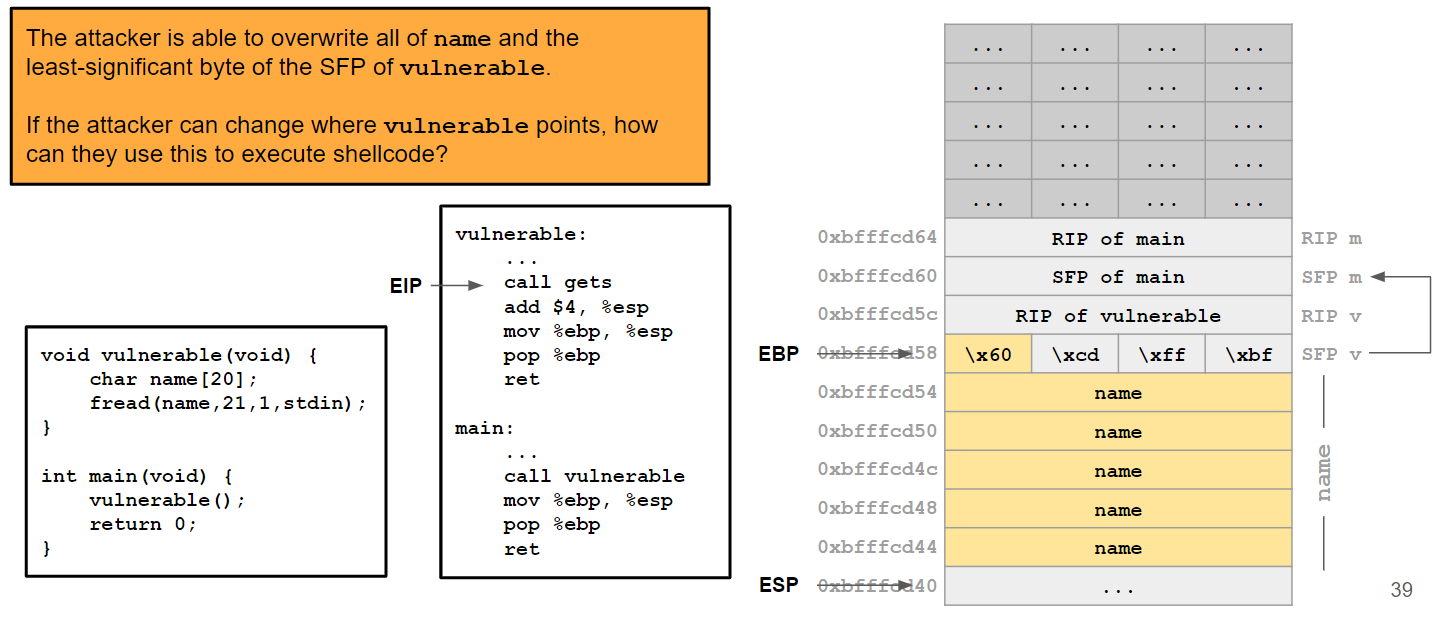 The attacker is able to overwrite all of name and the
least-significant byte of the SFP of vulnerable.
If the attacker can change where vulnerable points, how
can they use this to execute shellcode?
void vulnerable(void) {
char name[20];
fread(name,21,1,stdin);
}
int main(void) {
vulnerable();
return 0;
}
EIP
vulnerable:
...
call gets
add $4, %esp
mov %ebp, %esp
pop %ebp
ret
main:
...
call vulnerable
mov %ebp, %esp
pop %ebp
ret
... ... ... ...
... ... ... ...
... ... ... ...
... ... ... ...
... ... ... ...
0xbfffcd64 RIP of main RIP m
0xbfffcd60 SFP of main SFP m
0xbfffcd5c RIP of vulnerable RIP v
EBP 0xbfffcd58 \x60 \xcd \xff \xbf SFP v
0xbfffcd54 name
0xbfffcd50 name
0xbfffcd4c name
0xbfffcd48 name
0xbfffcd44 name
name
ESP 0xbfffcd40 ...
39